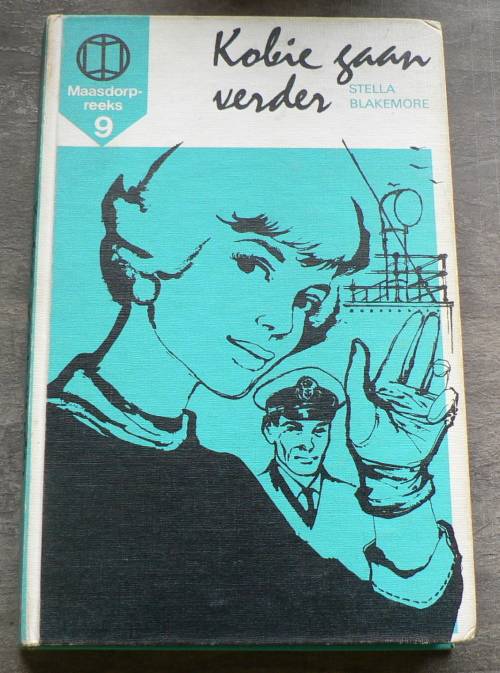 Maasdorp-
reeks
9
Kobie gaan
verder
STELLA
BLAKEMORE